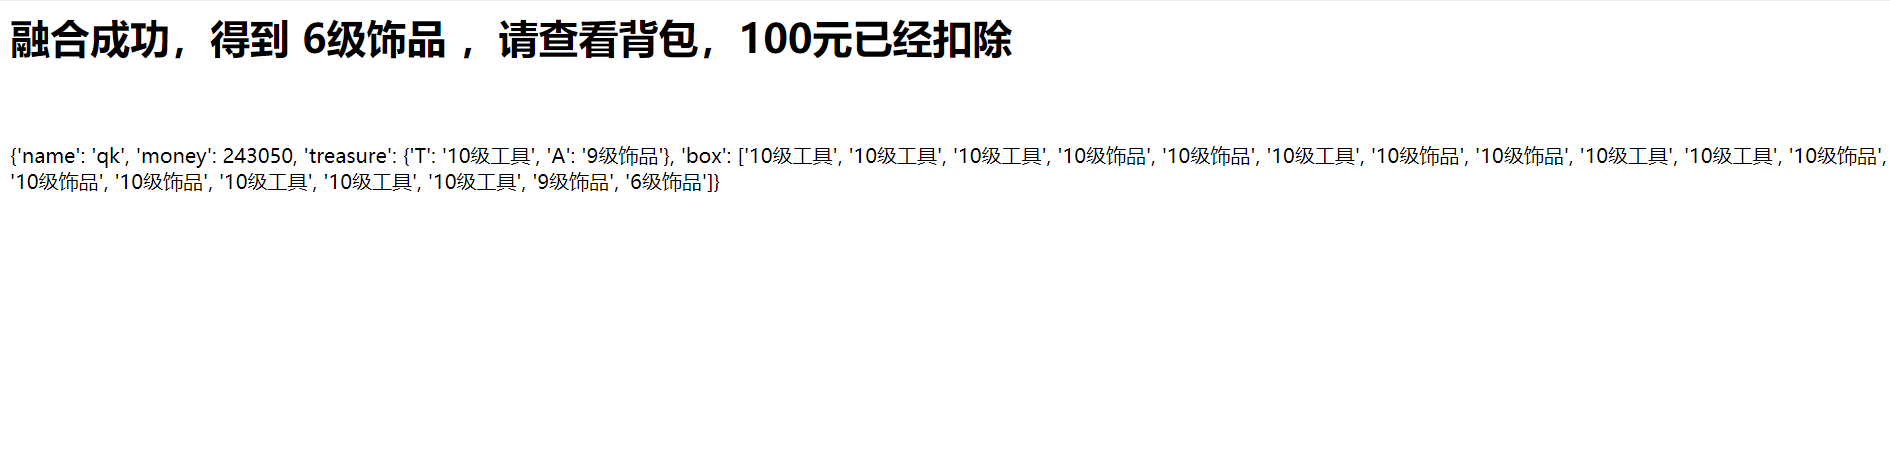 融合成功，得到 6级饰品 ，请查看背包，100元已经扣除
{'name': 'qk', 'money': 243050, 'treasure': {'T': '10级工具', 'A': '9级饰品'}, 'box': ['10级工具', '10级工具', '10级工具', '10级饰品', '10级饰品', '10级工具', '10级饰品', '10级饰品', '10级工具', '10级工具', '10级饰品',
'10级饰品', '10级饰品', '10级工具', '10级工具', '10级工具', '9级饰品', '6级饰品']}